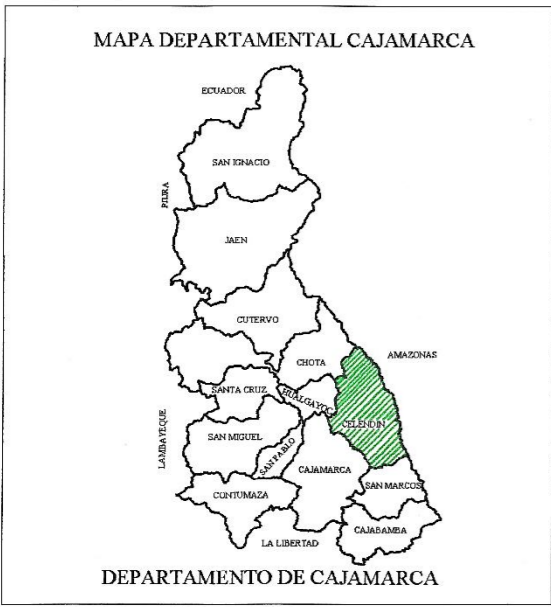 MAPA DEPARTAMENTAL CAJAMARCA
ECUADOR
SAN IGNACIO
PIURA
JAEN
CUTERVO
CHOTA
AMAZONAS
SANTA CRUZ
HUALGAYOC
CELENDIN
LAMBAYEQUE
SAN MIGUEL
SAN PABLO
CAJAMARCA
SAN MARCOS
CONTUMAZA
CAJABAMBA
LA LIBERTAD
DEPARTAMENTO DE CAJAMARCA